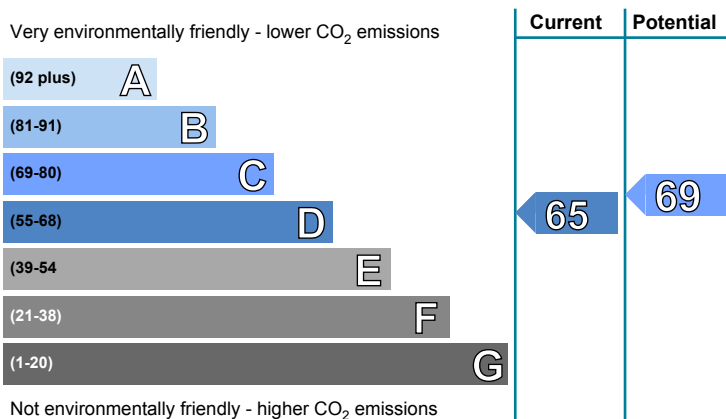 Current Potential
Very environmentally friendly - lower CO2 emissions
(92 plus) A
(81-91) B
(69-80) C
(55-68) D
65 69
(39-54 E
(21-38) F
(1-20) G
Not environmentally friendly - higher CO2 emissions